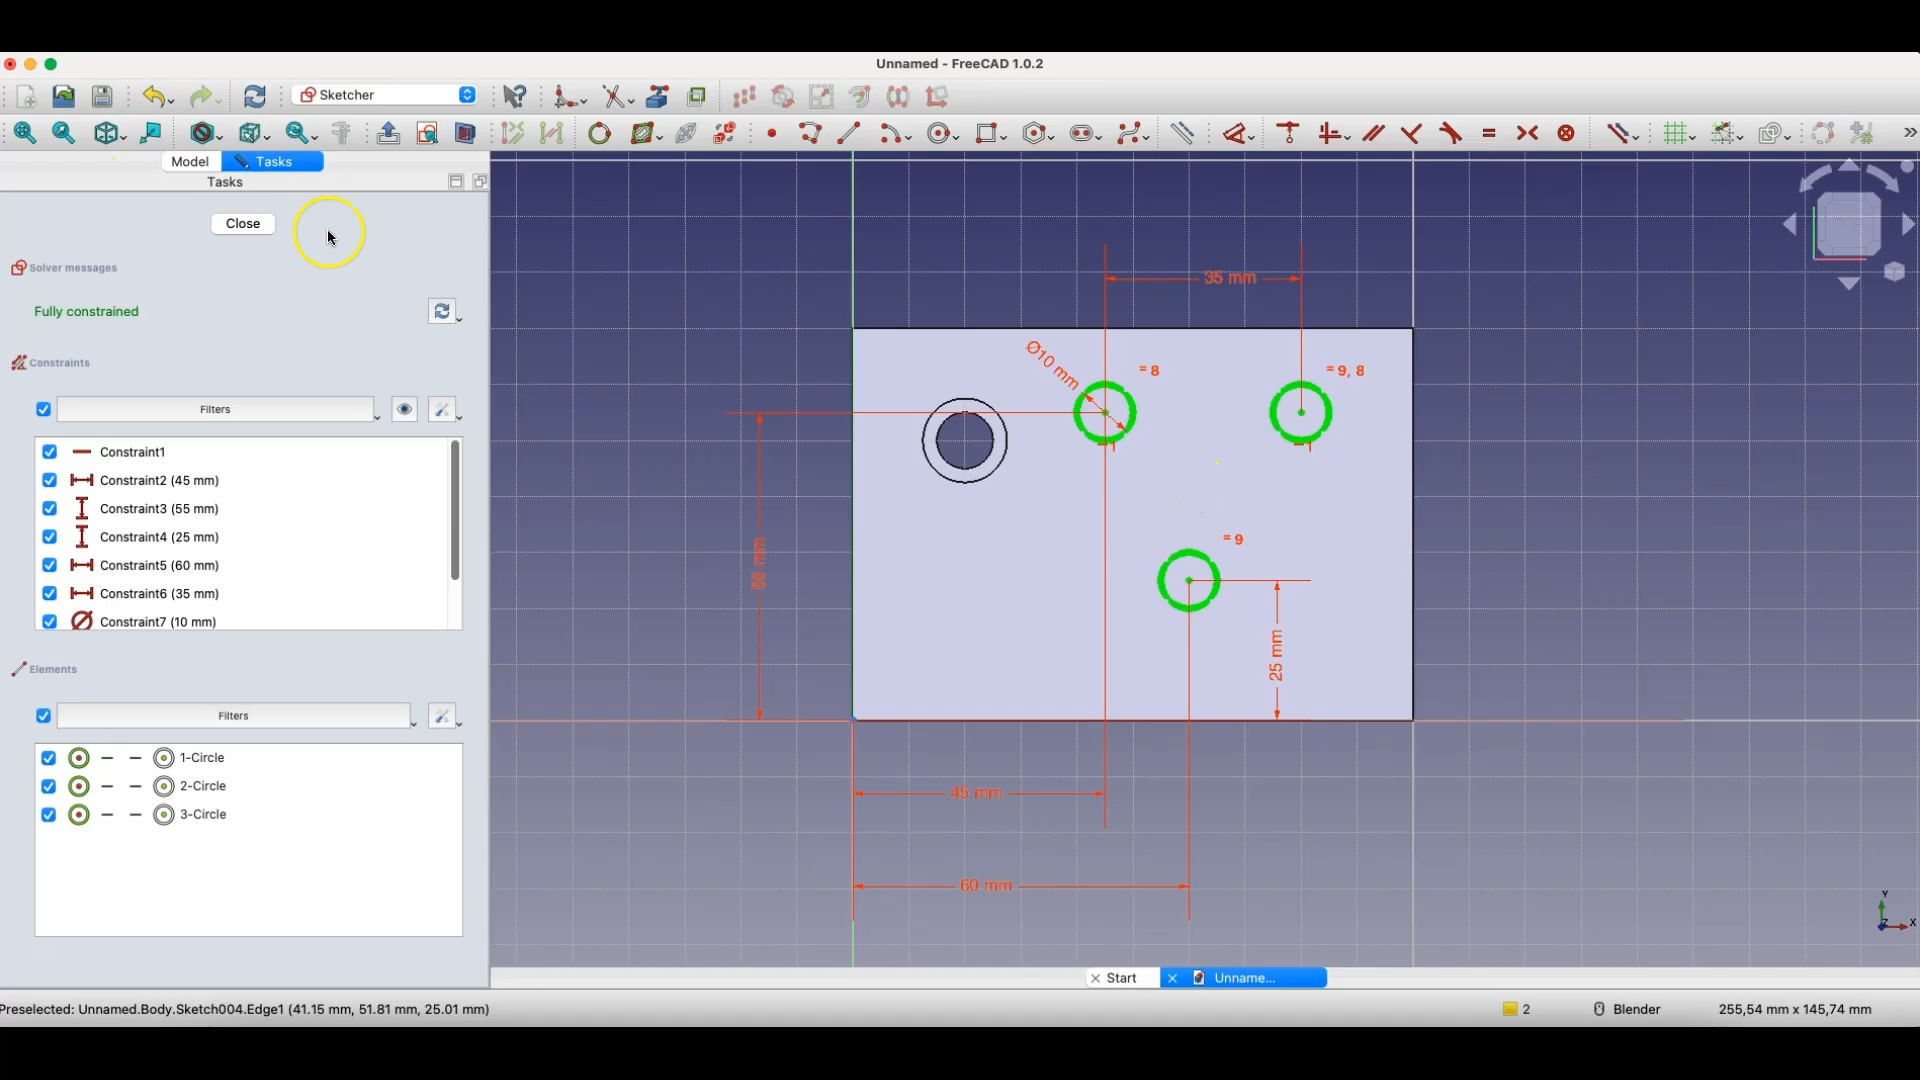 Unnamed - FreeCAD 1.0.2
Sketcher
Model
Tasks
Tasks
Close
Solver messages
Fully constrained
Constraints
Filters
Constraint1
Constraint2 (45 mm)
Constraint3 (55 mm)
Constraint4 (25 mm)
Constraint5 (60 mm)
Constraint6 (35 mm)
Constraint7 (10 mm)
Elements
Filters
1-Circle
2-Circle
3-Circle
35 mm
Ø10 mm
= 8
= 9, 8
55 mm
= 9
25 mm
45 mm
60 mm
Y
Z
X
Start
Unname...
Preselected: Unnamed.Body.Sketch004.Edge1 (41.15 mm, 51.81 mm, 25.01 mm)
2
Blender
255,54 mm x 145,74 mm